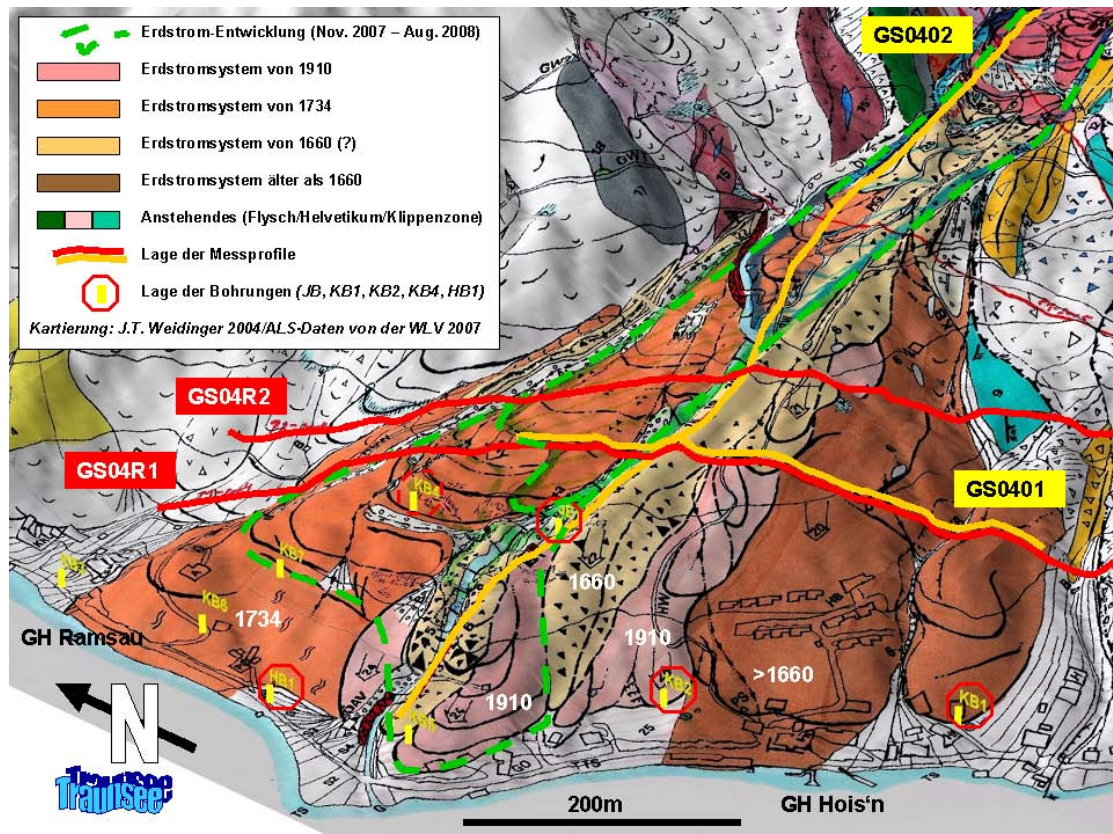 Erdstrom-Entwicklung (Nov. 2007 – Aug. 2008)
Erdstromsystem von 1910
Erdstromsystem von 1734
Erdstromsystem von 1660 (?)
Erdstromsystem älter als 1660
Anstehendes (Flysch/Helvetikum/Klippenzone)
Lage der Messprofile
Lage der Bohrungen (JB, KB1, KB2, KB4, HB1)
Kartierung: J.T. Weidinger 2004/ALS-Daten von der WLV 2007
GS0402
GS04R2
GS04R1
GS0401
KB4
JB
KB7
KB6
1734
GH Ramsau
HB1
KB5
1910
1660
1910
KB2
>1660
KB1
N
Traunsee
200m
GH Hois‘n